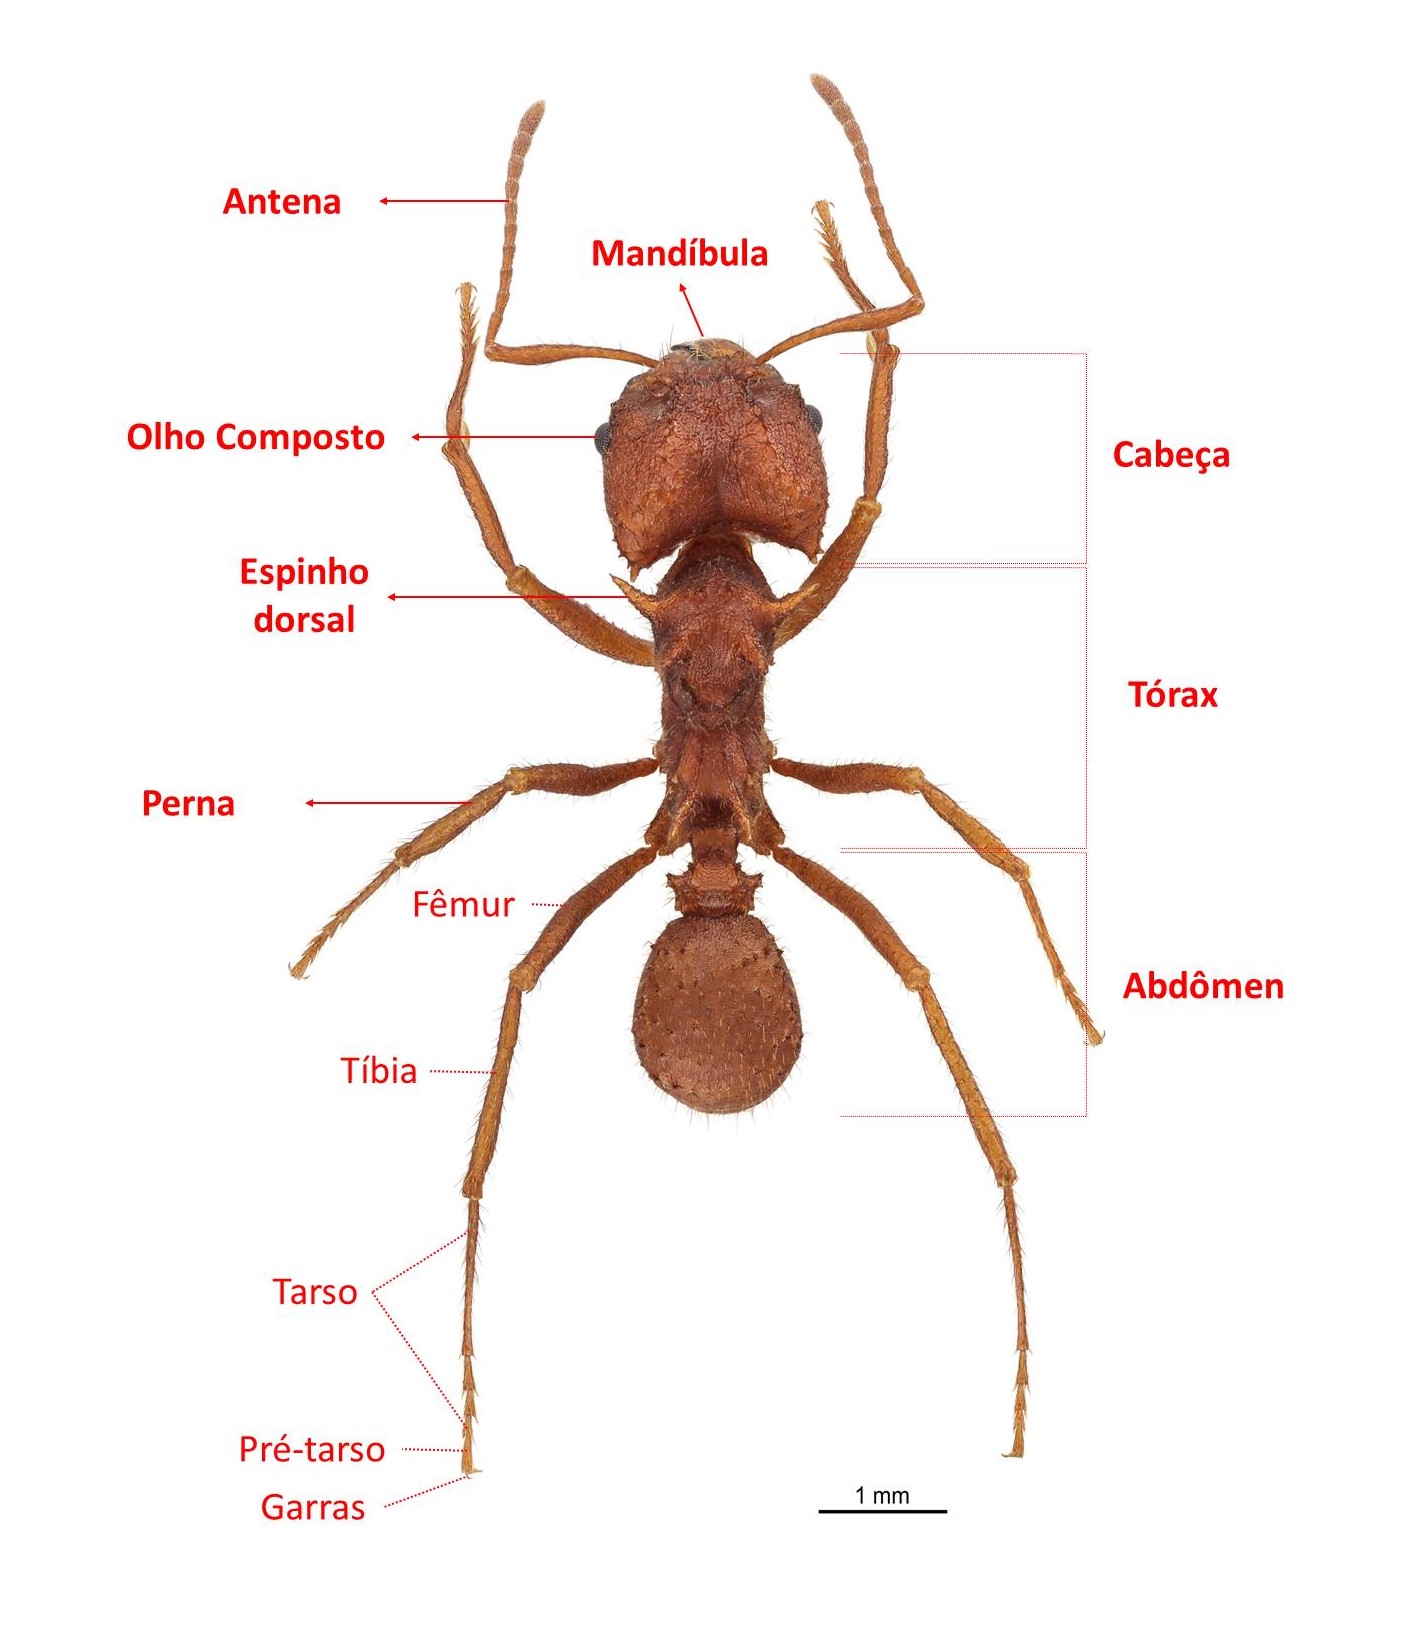 Antena
Mandíbula
Olho Composto
Cabeça
Espinho
dorsal
Tórax
Perna
Fêmur
Abdômen
Tíbia
Tarso
Pré-tarso
Garras
1 mm